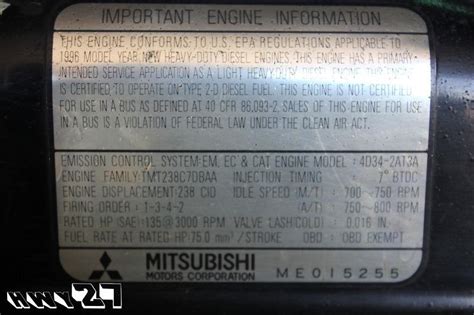 IMPORTANT ENGINE INFORMATION
THIS ENGINE CONFORMS TO U.S. EPA REGULATIONS APPLICABLE TO
1996 MODEL YEAR NEW HEAVY-DUTY DIESEL ENGINES. THIS ENGINE HAS A PRIMARY
INTENDED SERVICE APPLICATION AS A LIGHT HEAVY-DUTY DIESEL ENGINE. THIS ENGINE
IS CERTIFIED TO OPERATE ON TYPE 2-D DIESEL FUEL. THIS ENGINE IS NOT CERTIFIED
FOR USE IN A BUS AS DEFINED AT 40 CFR 86.093-2. SALES OF THIS ENGINE FOR
USE IN A BUS IS A VIOLATION OF FEDERAL LAW UNDER THE CLEAN AIR ACT.
EMISSION CONTROL SYSTEM:EM, EC & CAT ENGINE MODEL : 4D34-2AT3A
ENGINE FAMILY:TMT238C7DBAA INJECTION TIMING : 7° BTDC
ENGINE DISPLACEMENT:238 CID IDLE SPEED (M/T) : 700 -750 RPM
FIRING ORDER : 1-3-4-2 (A/T) : 750-800 RPM
RATED HP (SAE) :135@3000 RPM VALVE LASH(COLD) : 0.016 IN.
FUEL RATE AT RATED HP:75.0 mm³/STROKE OBD : OBD EXEMPT
MITSUBISHI
MOTORS CORPORATION
ME015255
HWY27